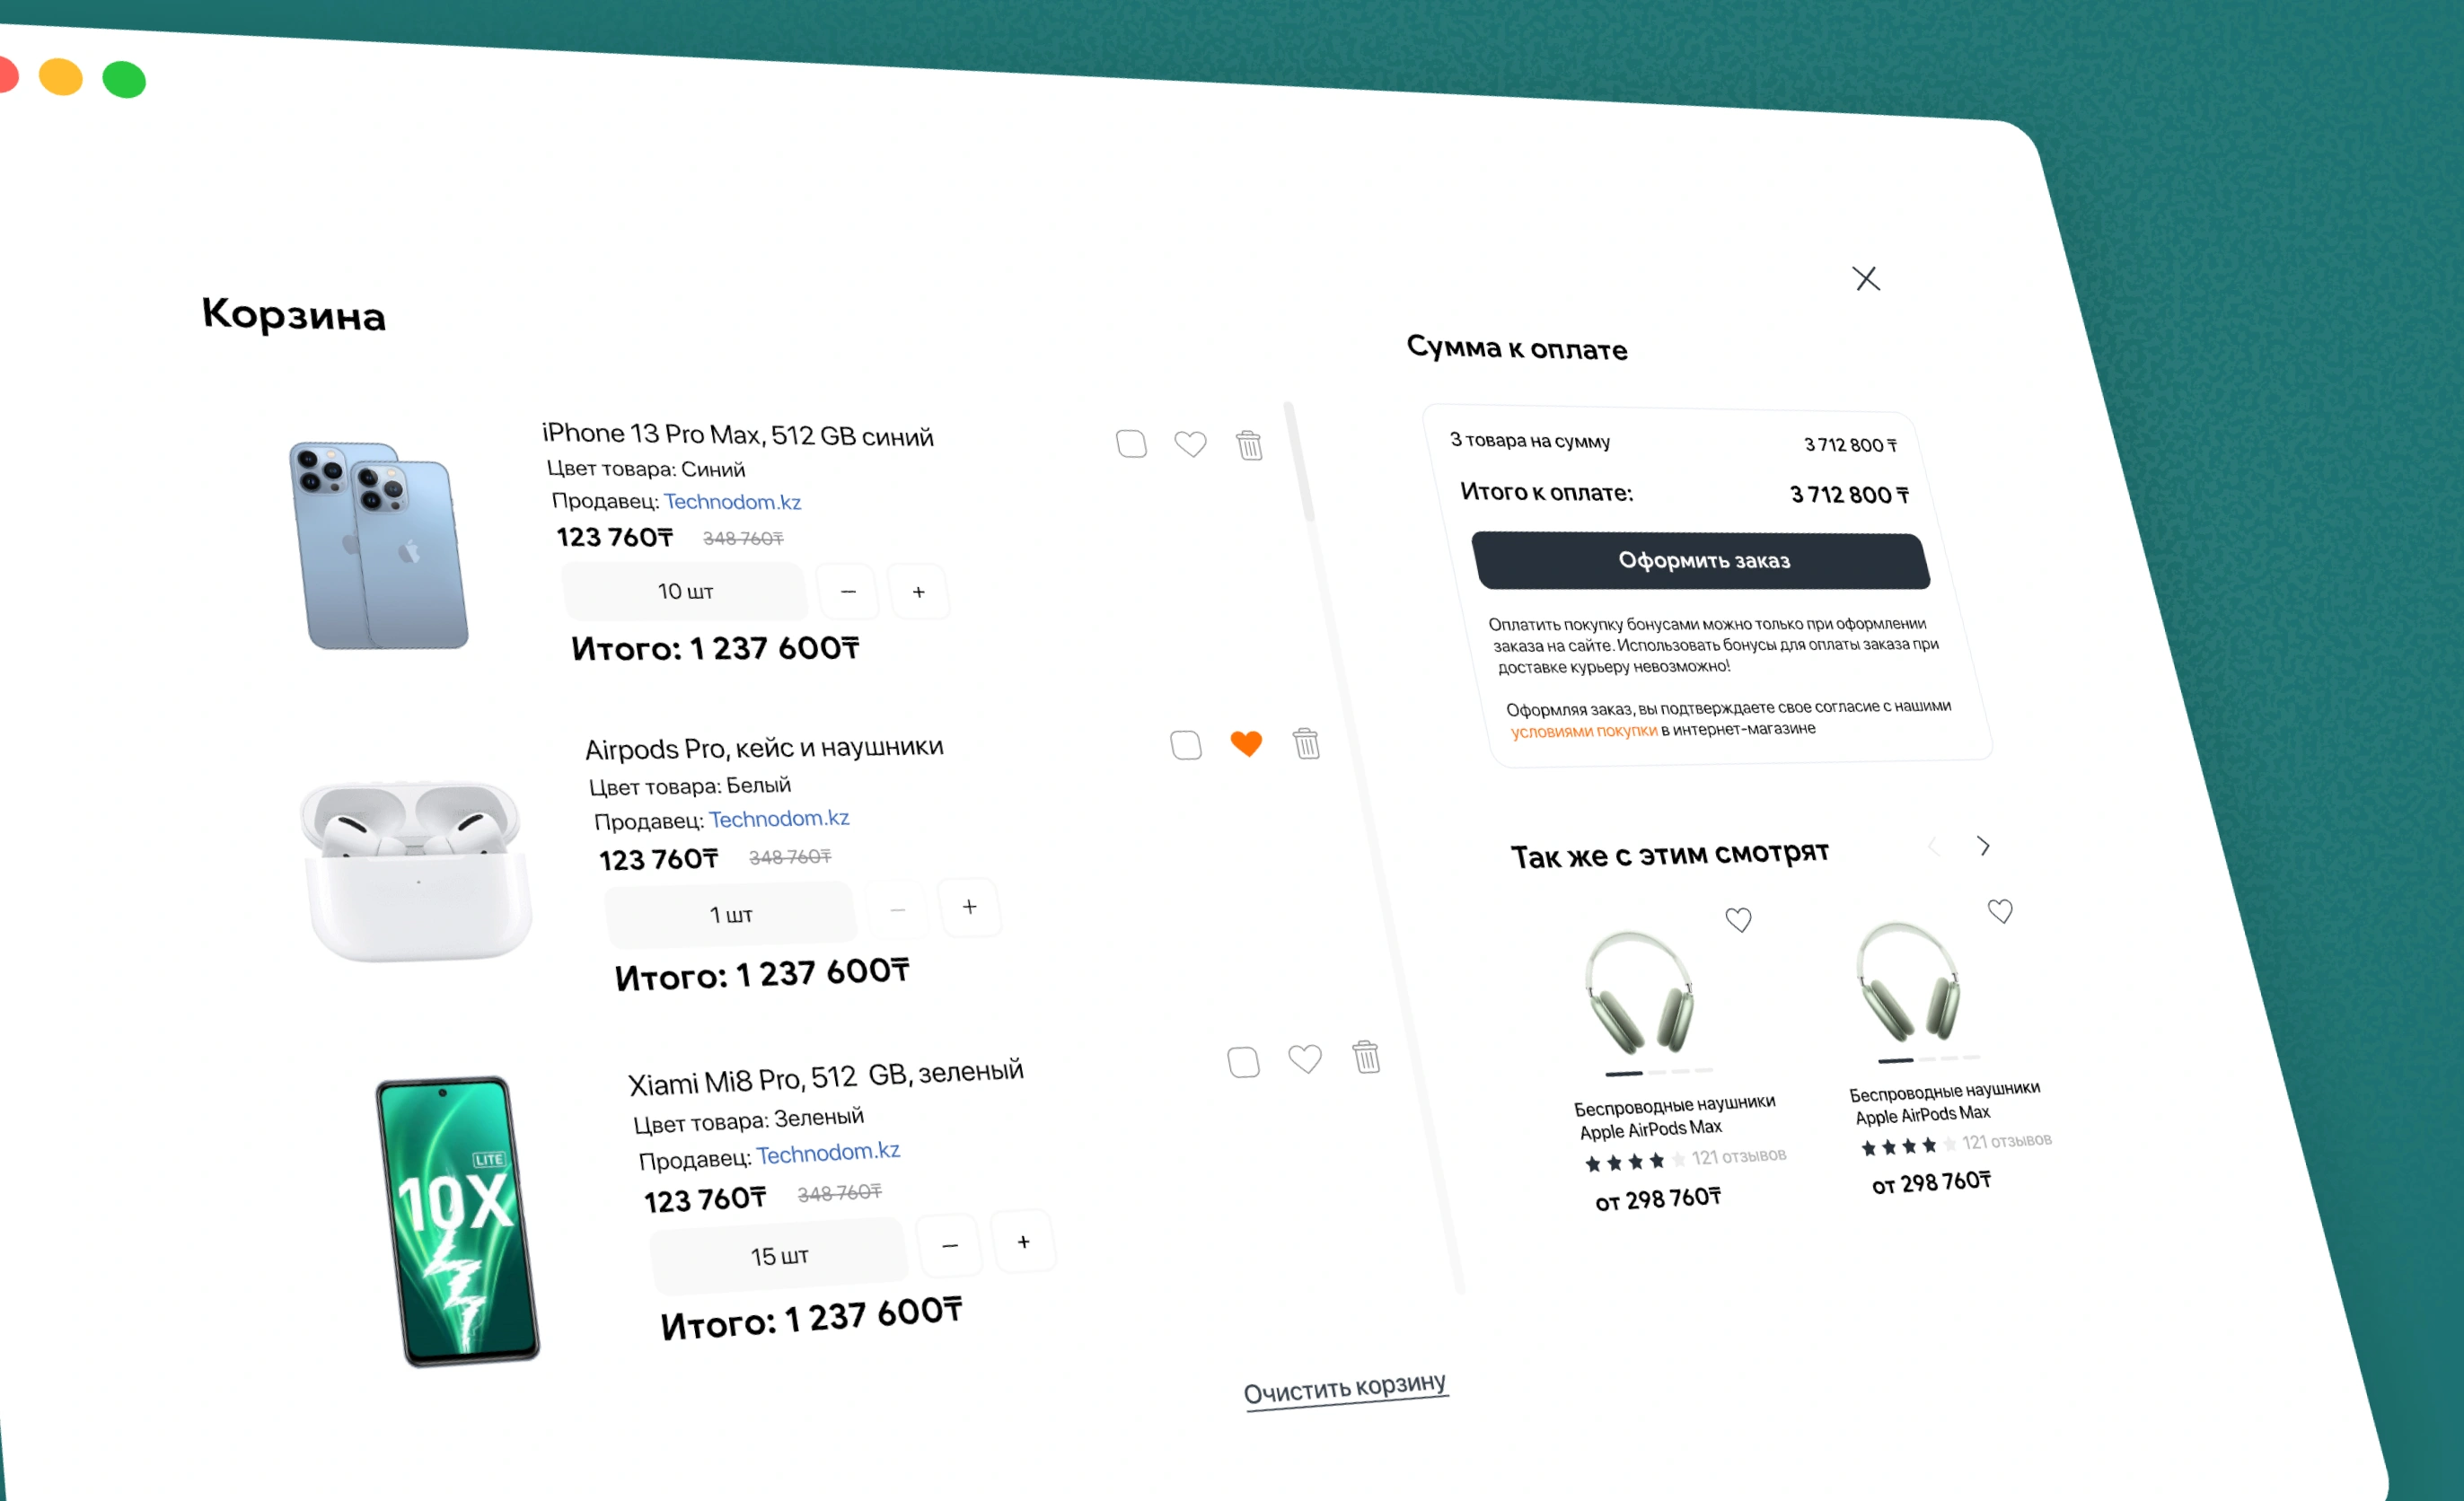 Корзина
iPhone 13 Pro Max, 512 GB синий
Цвет товара: Синий
Продавец: Technodom.kz
123 760₸ 348 760₸
10 шт − +
Итого: 1 237 600₸
Airpods Pro, кейс и наушники
Цвет товара: Белый
Продавец: Technodom.kz
123 760₸ 348 760₸
1 шт − +
Итого: 1 237 600₸
LITE
10X
Xiami Mi8 Pro, 512 GB, зеленый
Цвет товара: Зеленый
Продавец: Technodom.kz
123 760₸ 348 760₸
15 шт − +
Итого: 1 237 600₸
Очистить корзину
Сумма к оплате
3 товара на сумму 3 712 800 ₸
Итого к оплате: 3 712 800 ₸
Оформить заказ
Оплатить покупку бонусами можно только при оформлении
заказа на сайте. Использовать бонусы для оплаты заказа при
доставке курьеру невозможно!
Оформляя заказ, вы подтверждаете свое согласие с нашими
условиями покупки в интернет-магазине
Так же с этим смотрят
Беспроводные наушники
Apple AirPods Max
121 отзывов
от 298 760₸
Беспроводные наушники
Apple AirPods Max
121 отзывов
от 298 760₸